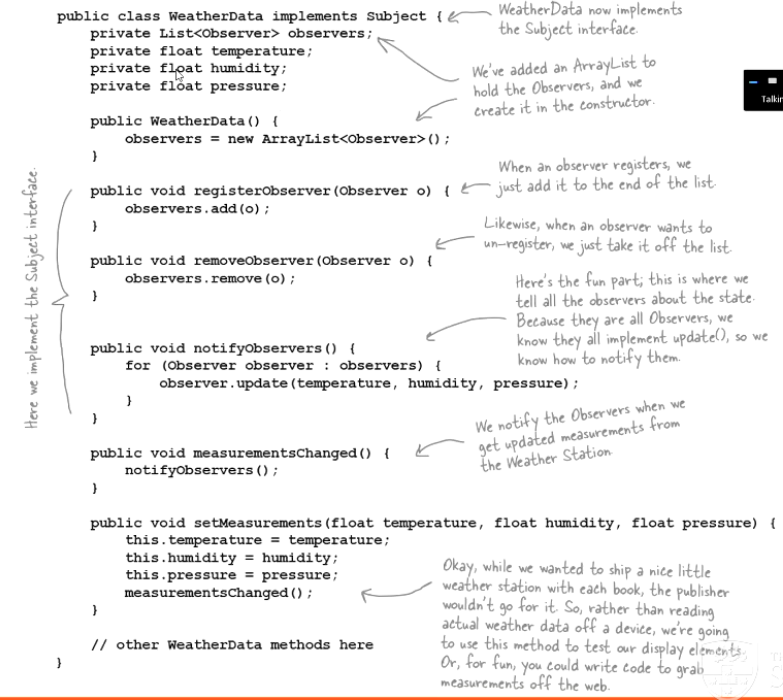 public class WeatherData implements Subject {
WeatherData now implements
the Subject interface.
private List<Observer> observers;
private float temperature;
private float humidity;
private float pressure;
We've added an ArrayList to
hold the Observers, and we
create it in the constructor.
Talkin
public WeatherData() {
observers = new ArrayList<Observer>();
}
Here we implement the Subject interface.
public void registerObserver(Observer o) {
observers.add(o);
}
When an observer registers, we
just add it to the end of the list.
public void removeObserver(Observer o) {
observers.remove(o);
}
Likewise, when an observer wants to
un-register, we just take it off the list.
Here's the fun part; this is where we
tell all the observers about the state.
Because they are all Observers, we
know they all implement update(), so we
know how to notify them.
public void notifyObservers() {
for (Observer observer : observers) {
observer.update(temperature, humidity, pressure);
}
}
We notify the Observers when we
get updated measurements from
the Weather Station.
public void measurementsChanged() {
notifyObservers();
}
public void setMeasurements(float temperature, float humidity, float pressure) {
this.temperature = temperature;
this.humidity = humidity;
this.pressure = pressure;
measurementsChanged();
}
Okay, while we wanted to ship a nice little
weather station with each book, the publisher
wouldn't go for it. So, rather than reading
actual weather data off a device, we're going
to use this method to test our display elements.
Or, for fun, you could write code to grab
measurements off the web.
// other WeatherData methods here
}